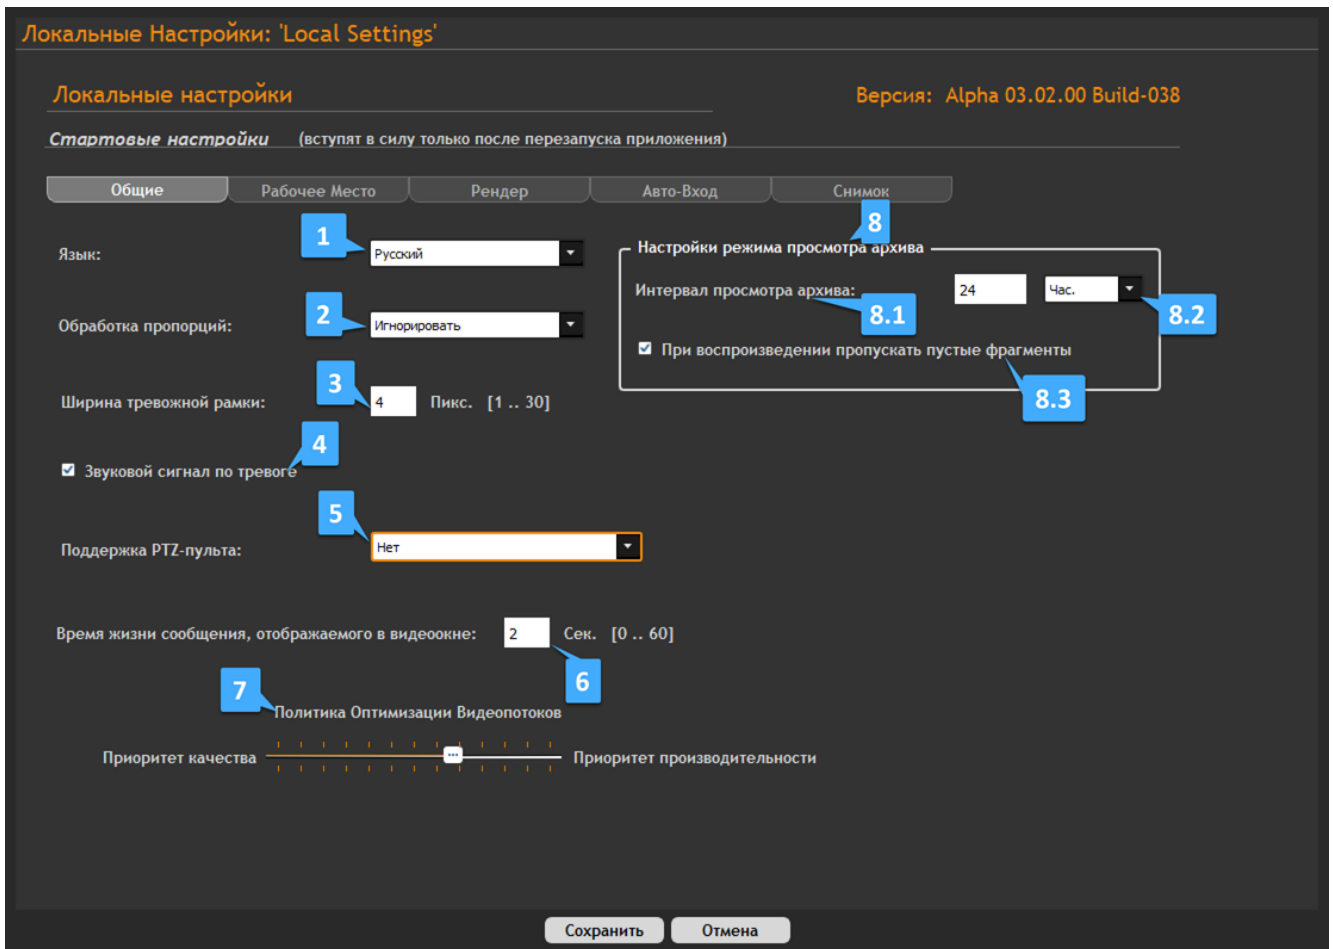 Локальные Настройки: 'Local Settings'
Локальные настройки
Версия: Alpha 03.02.00 Build-038
Стартовые настройки (вступят в силу только после перезапуска приложения)
Общие
Рабочее Место
Рендер
Авто-Вход
Снимок
1
Язык:
Русский
2
Обработка пропорций:
Игнорировать
3
Ширина тревожной рамки:
4
Пикс. [1 .. 30]
4
Звуковой сигнал по тревоге
5
Поддержка PTZ-пульта:
Нет
Время жизни сообщения, отображаемого в видеоокне:
2
Сек. [0 .. 60]
6
7
Политика Оптимизации Видеопотоков
Приоритет качества
Приоритет производительности
8
Настройки режима просмотра архива
Интервал просмотра архива:
24
Час.
8.1
8.2
При воспроизведении пропускать пустые фрагменты
8.3
Сохранить
Отмена